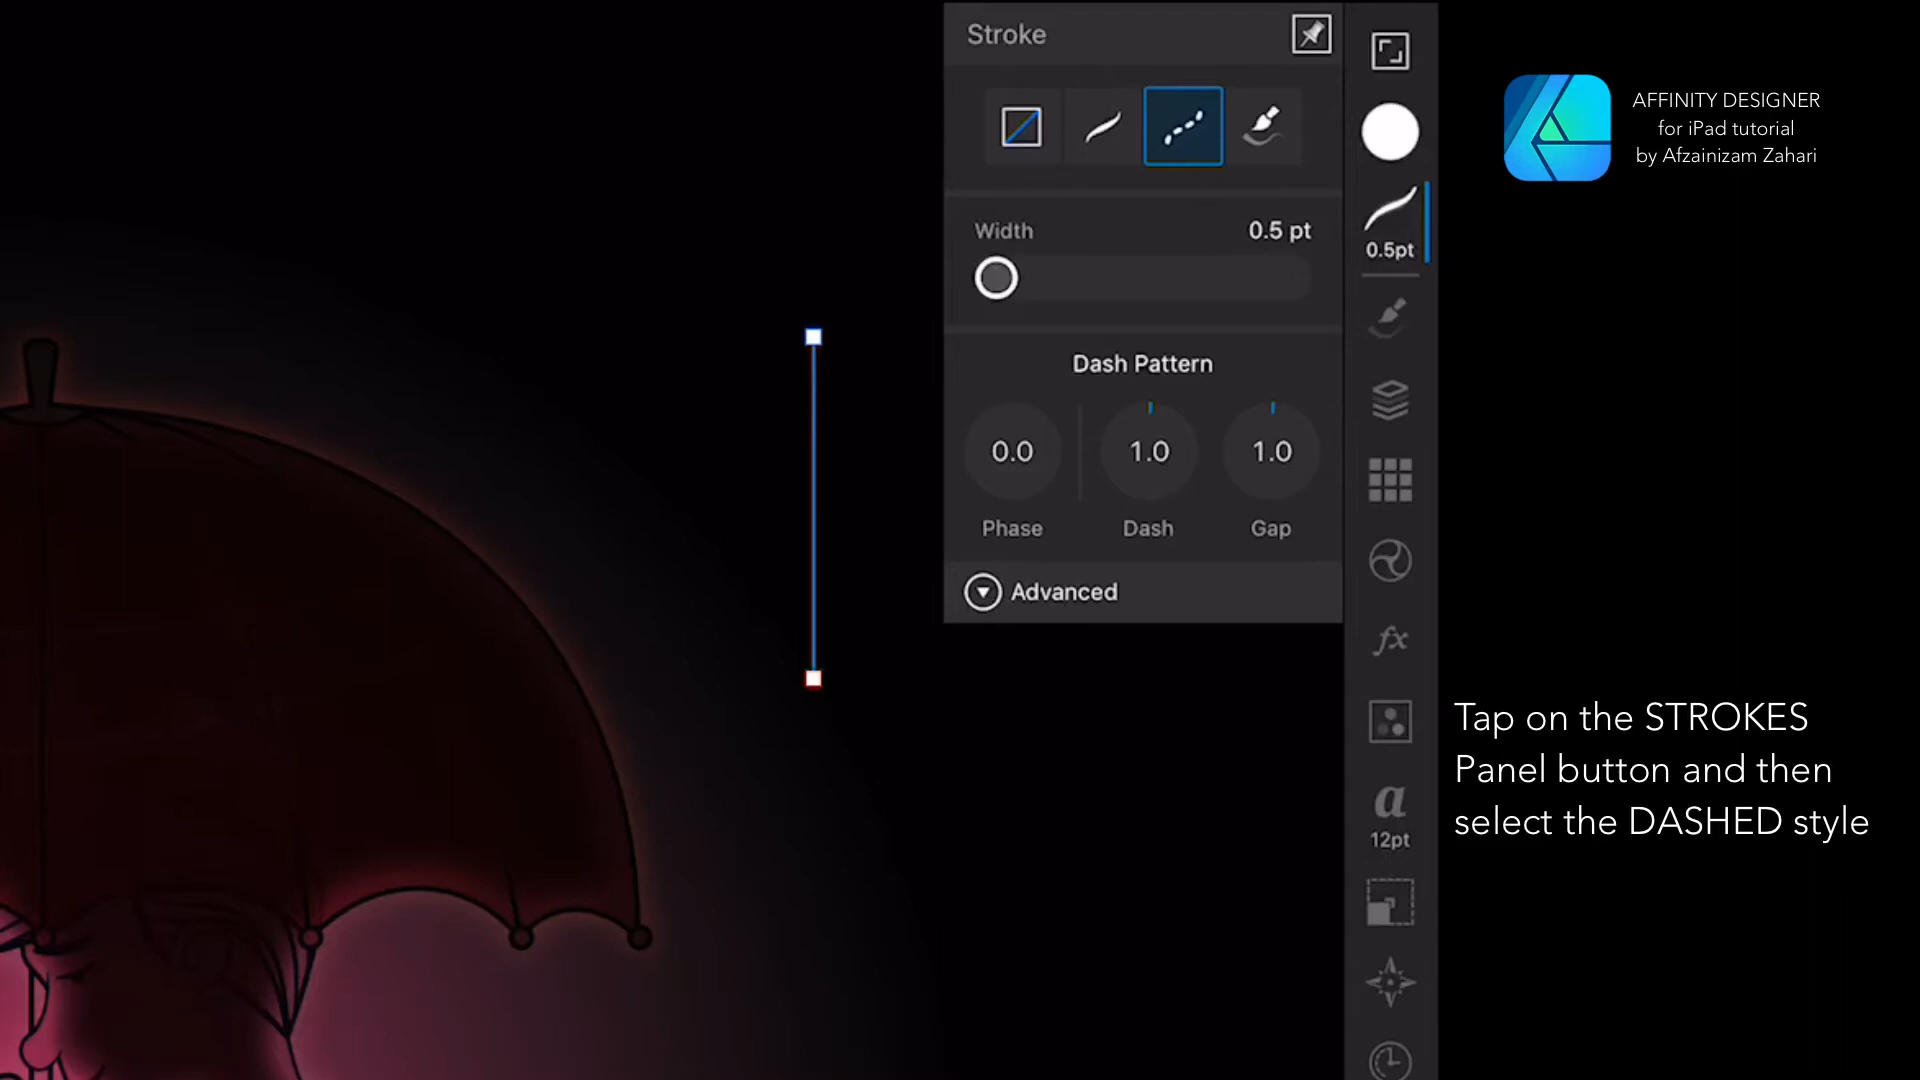 Stroke
Width 0.5 pt
Dash Pattern
0.0 1.0 1.0
Phase Dash Gap
Advanced
0.5pt
fx
a
12pt
AFFINITY DESIGNER
for iPad tutorial
by Afzainizam Zahari
Tap on the STROKES
Panel button and then
select the DASHED style